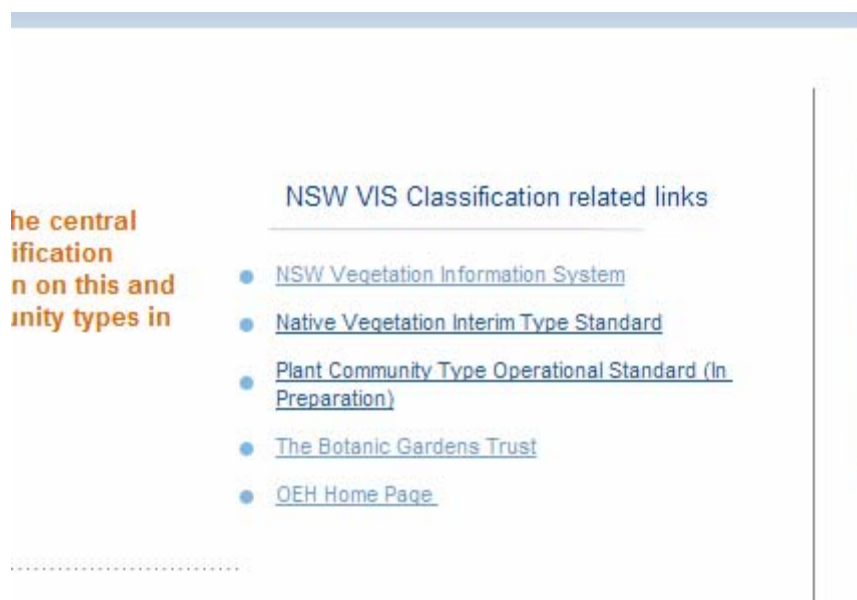 he central
ification
n on this and
unity types in
NSW VIS Classification related links
NSW Vegetation Information System
Native Vegetation Interim Type Standard
Plant Community Type Operational Standard (In
Preparation)
The Botanic Gardens Trust
OEH Home Page